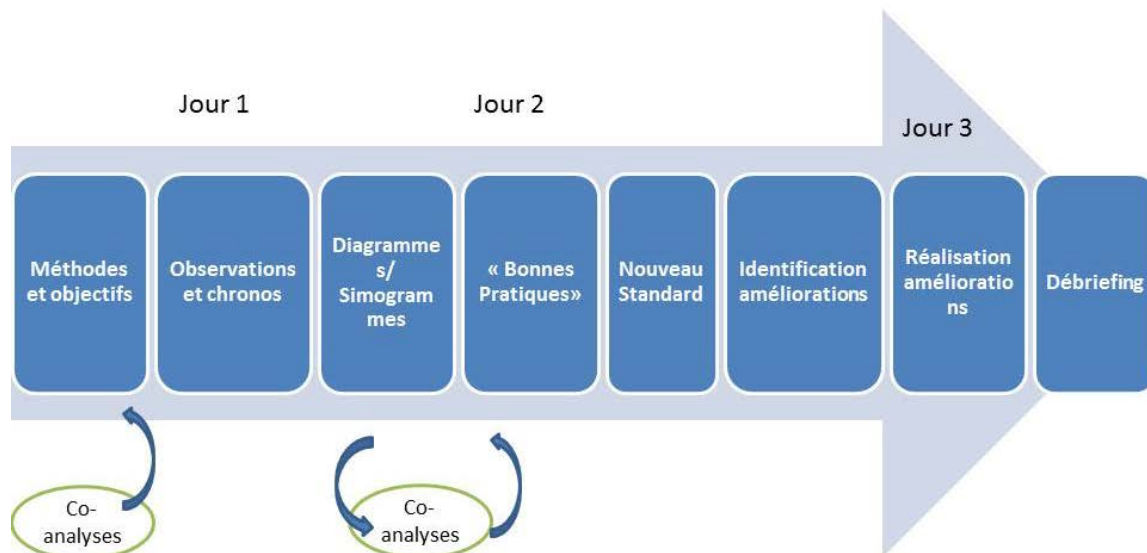 Jour 1
Jour 2
Jour 3
Méthodes
et objectifs
Observations
et chronos
Diagramme
s/
Simogram
mes
« Bonnes
Pratiques»
Nouveau
Standard
Identification
améliorations
Réalisation
amélioratio
ns
Débriefing
Co-
analyses
Co-
analyses